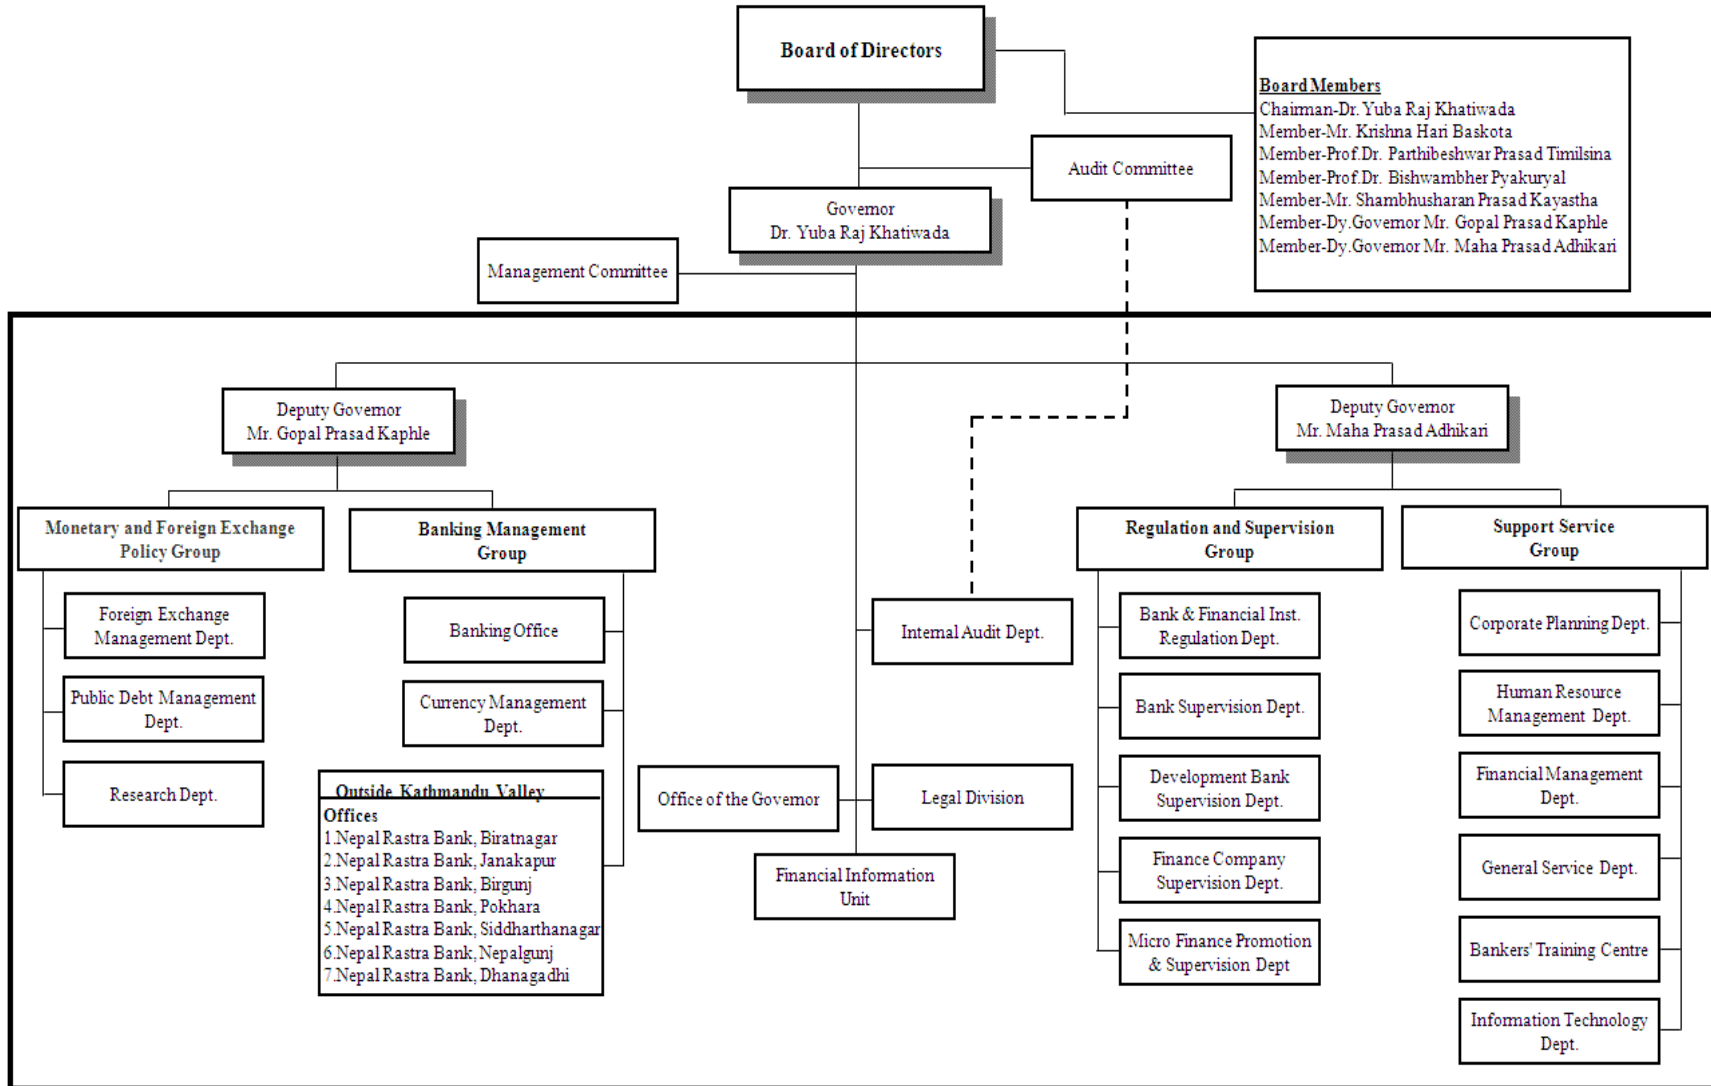 Board of Directors
Board Members
Chairman-Dr. Yuba Raj Khatiwada
Member-Mr. Krishna Hari Baskota
Member-Prof.Dr. Parthibeshwar Prasad Timilsina
Member-Prof.Dr. Bishwambher Pyakuryal
Member-Mr. Shambhusharan Prasad Kayastha
Member-Dy.Governor Mr. Gopal Prasad Kaphle
Member-Dy.Governor Mr. Maha Prasad Adhikari
Audit Committee
Governor
Dr. Yuba Raj Khatiwada
Management Committee
Deputy Governor
Mr. Gopal Prasad Kaphle
Deputy Governor
Mr. Maha Prasad Adhikari
Monetary and Foreign Exchange
Policy Group
Foreign Exchange
Management Dept.
Public Debt Management
Dept.
Research Dept.
Banking Management
Group
Banking Office
Currency Management
Dept.
Outside Kathmandu Valley
Offices
1.Nepal Rastra Bank, Biratnagar
2.Nepal Rastra Bank, Janakapur
3.Nepal Rastra Bank, Birgunj
4.Nepal Rastra Bank, Pokhara
5.Nepal Rastra Bank, Siddharthanagar
6.Nepal Rastra Bank, Nepalgunj
7.Nepal Rastra Bank, Dhanagadhi
Internal Audit Dept.
Office of the Governor
Legal Division
Financial Information
Unit
Regulation and Supervision
Group
Bank & Financial Inst.
Regulation Dept.
Bank Supervision Dept.
Development Bank
Supervision Dept.
Finance Company
Supervision Dept.
Micro Finance Promotion
& Supervision Dept
Support Service
Group
Corporate Planning Dept.
Human Resource
Management Dept.
Financial Management
Dept.
General Service Dept.
Bankers' Training Centre
Information Technology
Dept.